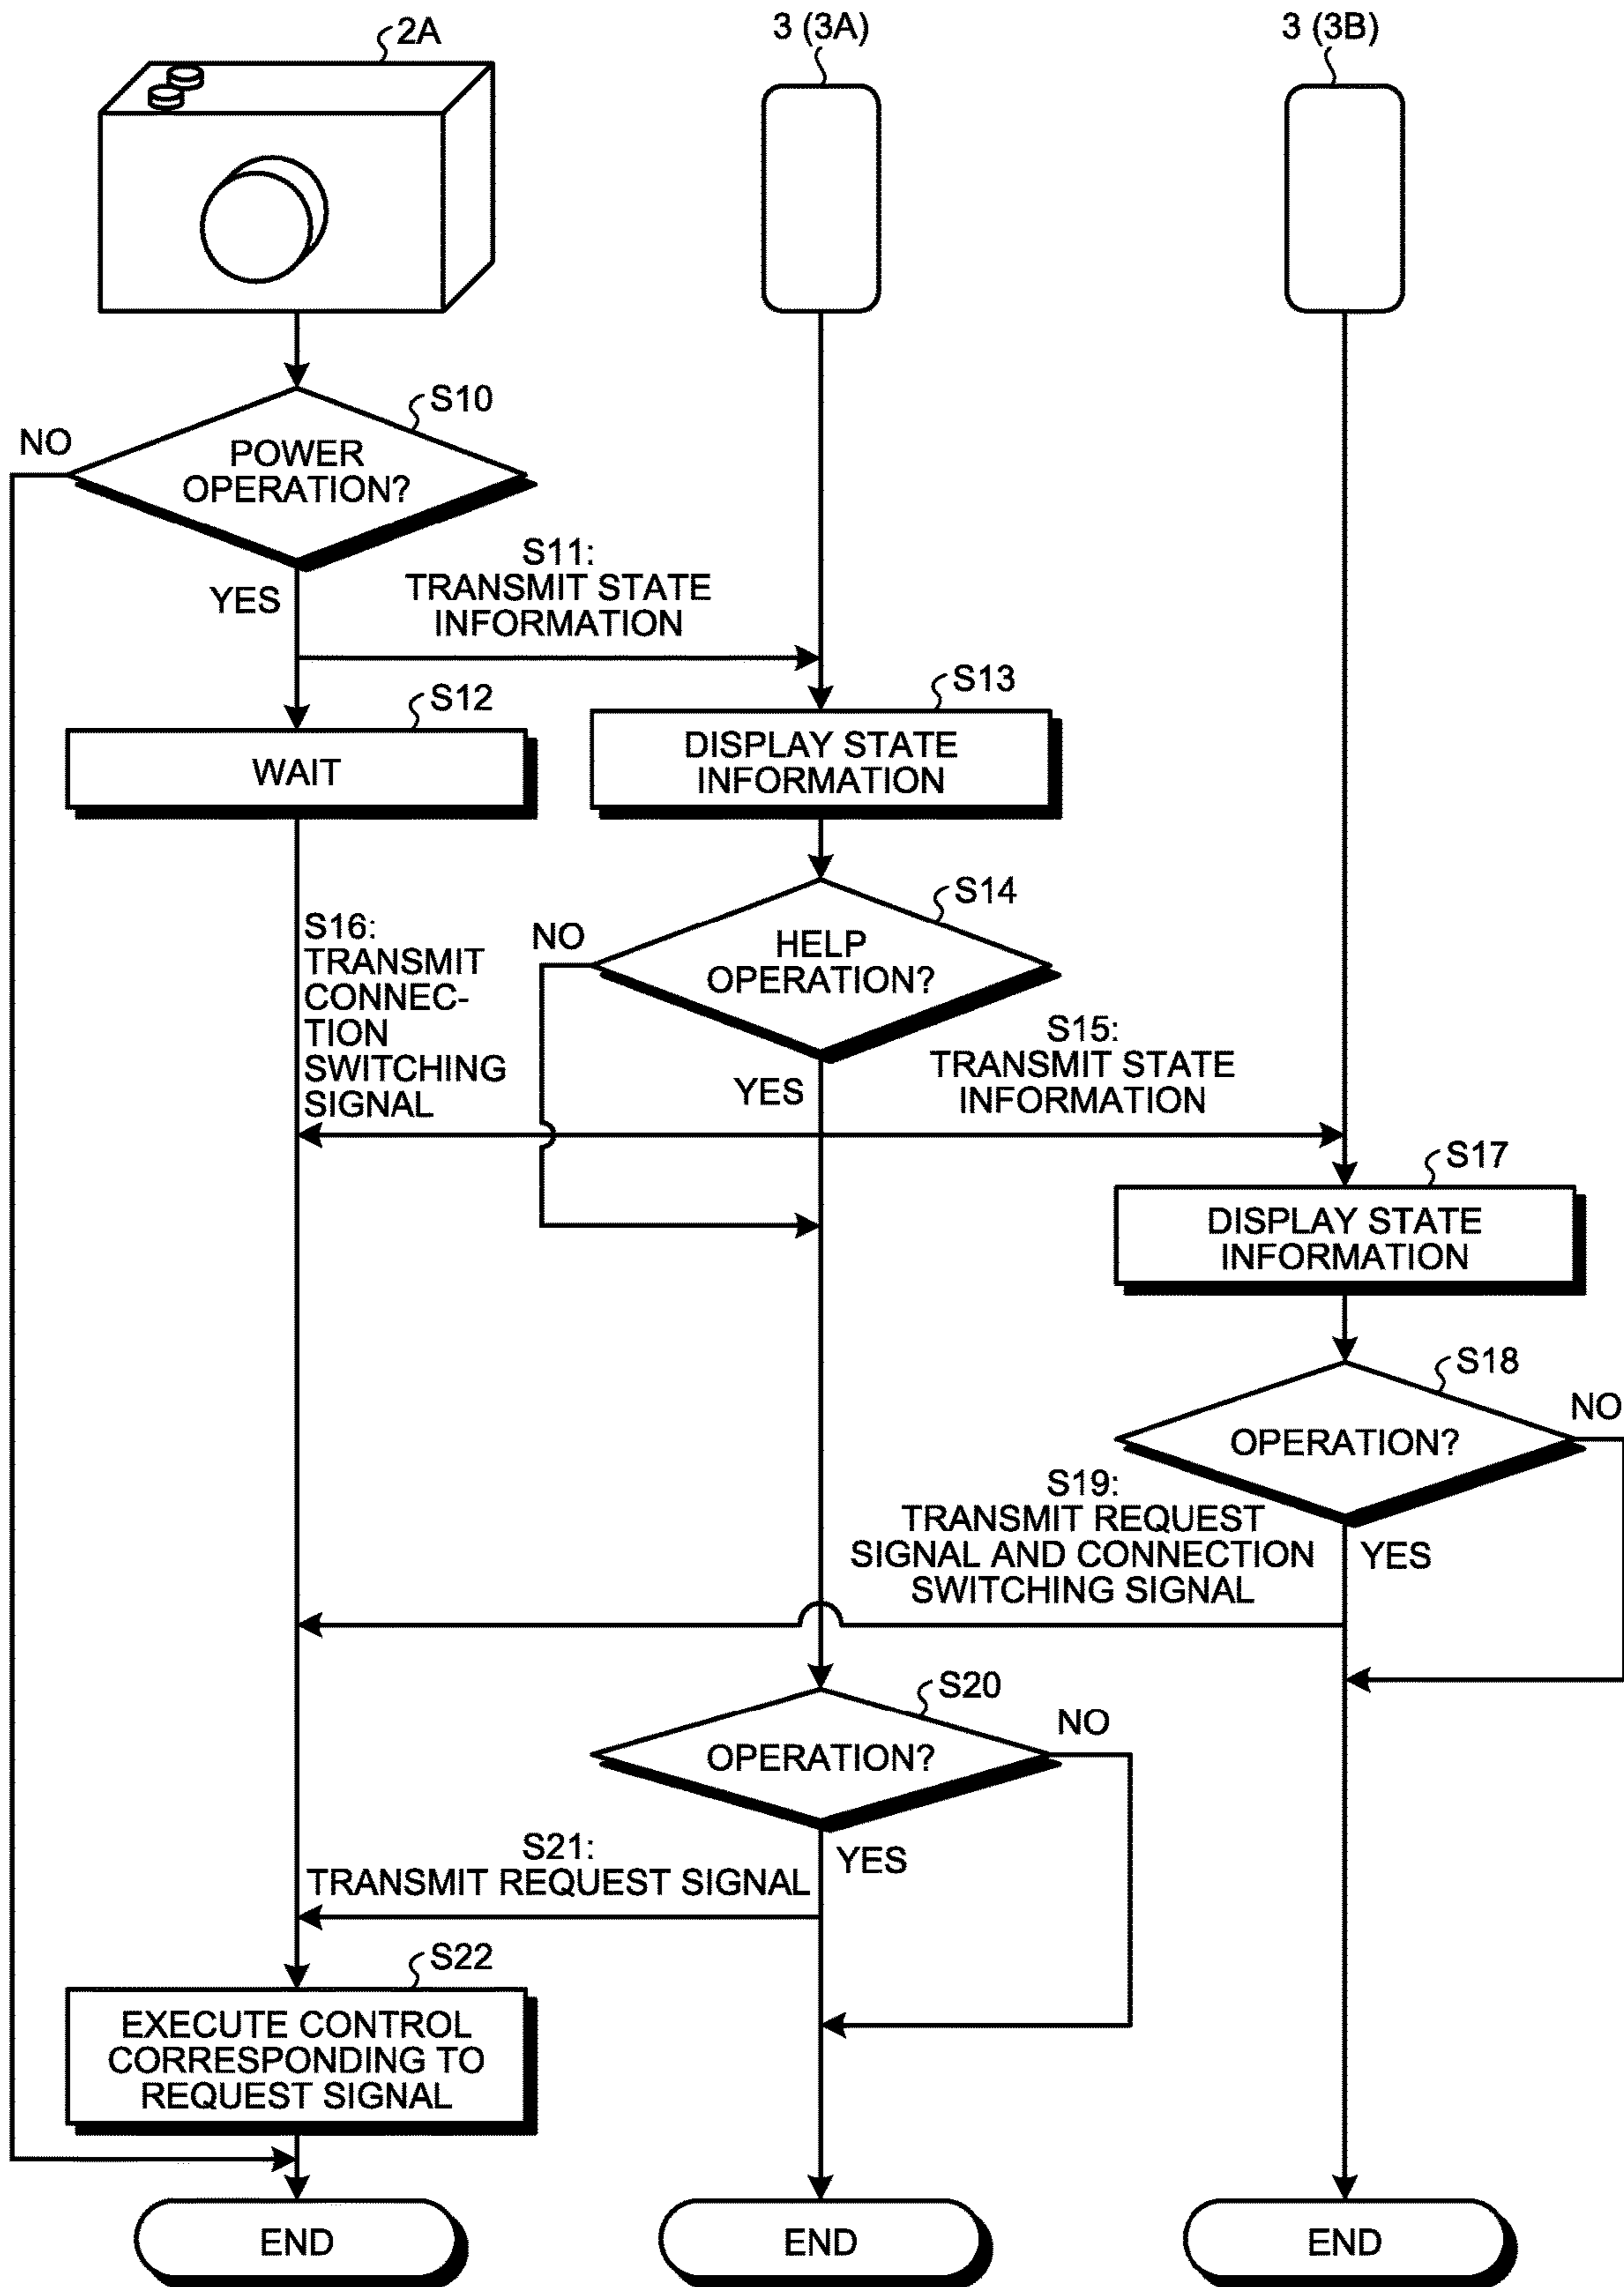 2A
3 (3A)
3 (3B)
S10
NO
POWER
OPERATION?
YES
S11:
TRANSMIT STATE
INFORMATION
S12
WAIT
S13
DISPLAY STATE
INFORMATION
S14
NO
HELP
OPERATION?
YES
S15:
TRANSMIT STATE
INFORMATION
S16:
TRANSMIT
CONNEC-
TION
SWITCHING
SIGNAL
S17
DISPLAY STATE
INFORMATION
S18
NO
OPERATION?
YES
S19:
TRANSMIT REQUEST
SIGNAL AND CONNECTION
SWITCHING SIGNAL
S20
NO
OPERATION?
YES
S21:
TRANSMIT REQUEST SIGNAL
S22
EXECUTE CONTROL
CORRESPONDING TO
REQUEST SIGNAL
END
END
END